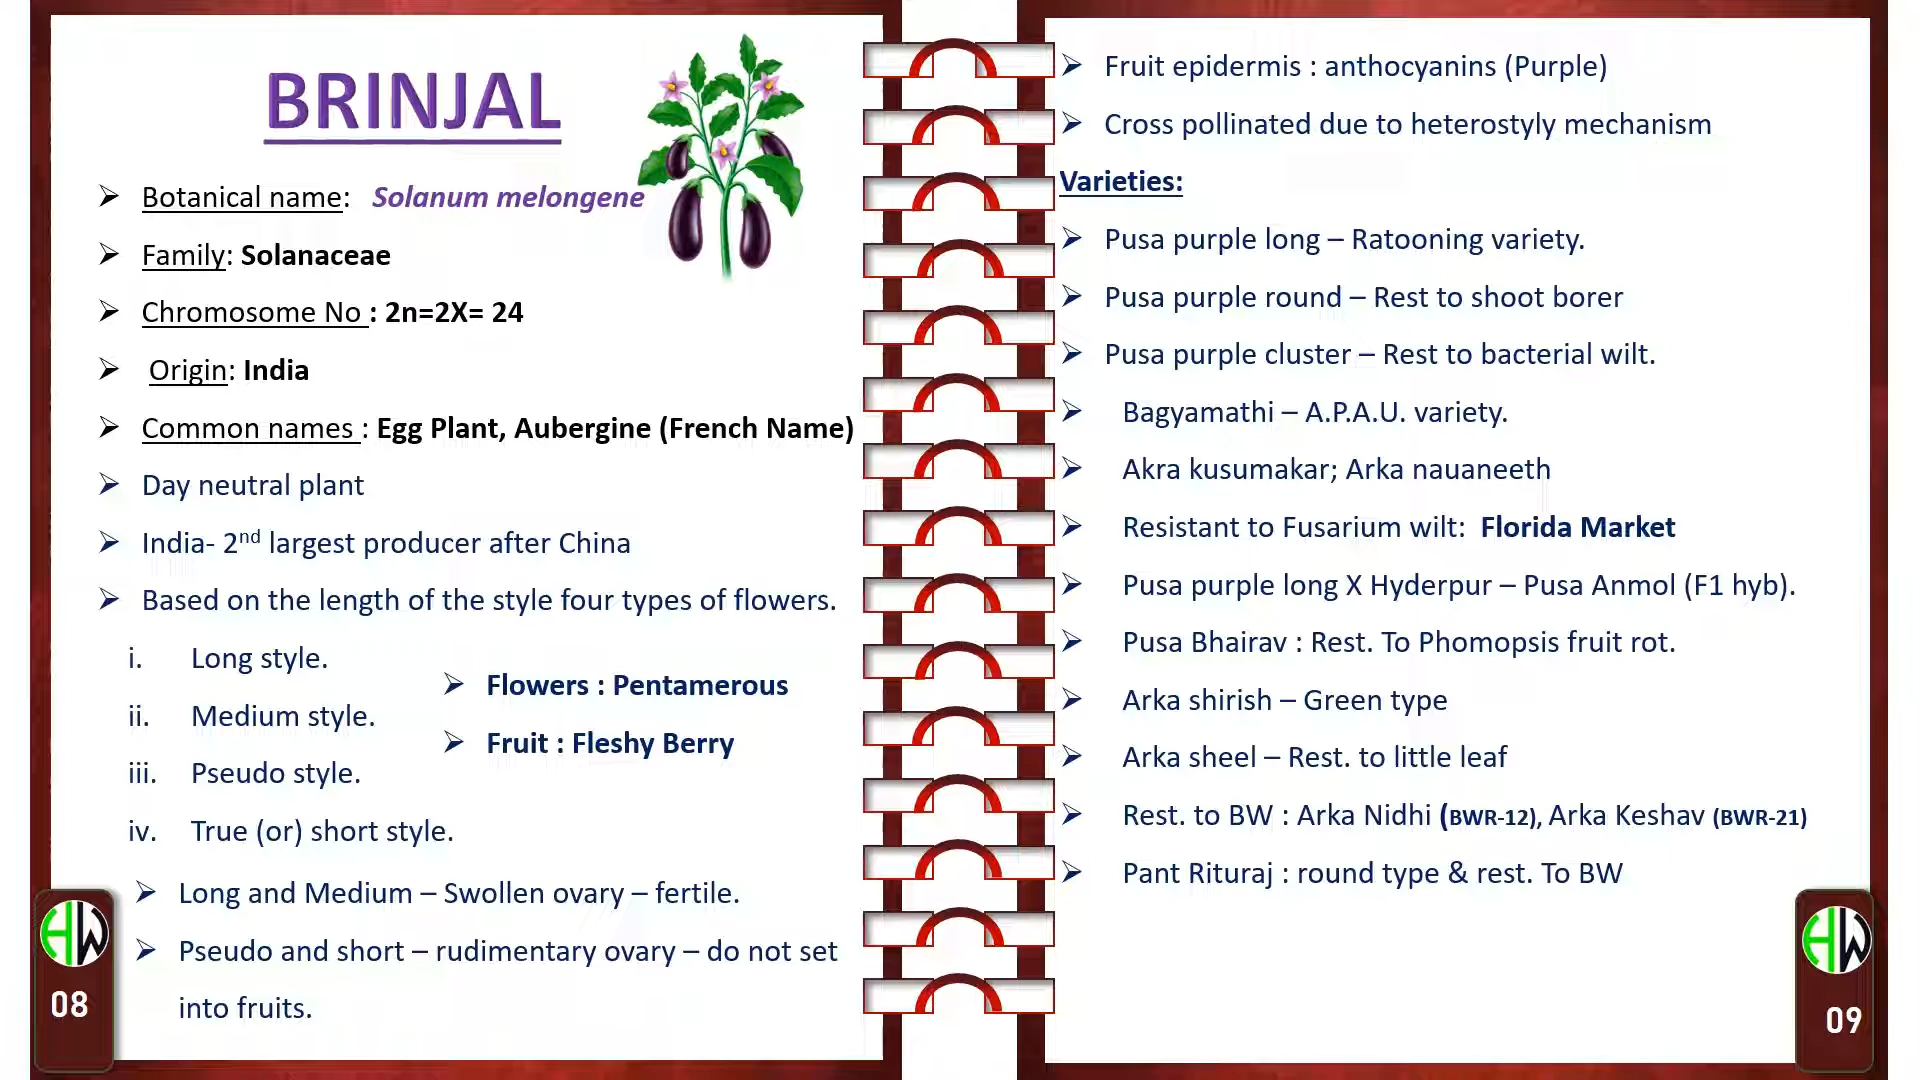 BRINJAL
➢ Botanical name: Solanum melongene
➢ Family: Solanaceae
➢ Chromosome No : 2n=2X= 24
➢ Origin: India
➢ Common names : Egg Plant, Aubergine (French Name)
➢ Day neutral plant
➢ India- 2nd largest producer after China
➢ Based on the length of the style four types of flowers.
i. Long style.
ii. Medium style.
iii. Pseudo style.
iv. True (or) short style.
➢ Flowers : Pentamerous
➢ Fruit : Fleshy Berry
➢ Long and Medium – Swollen ovary – fertile.
➢ Pseudo and short – rudimentary ovary – do not set
into fruits.
HW
08
➢ Fruit epidermis : anthocyanins (Purple)
➢ Cross pollinated due to heterostyly mechanism
Varieties:
➢ Pusa purple long – Ratooning variety.
➢ Pusa purple round – Rest to shoot borer
➢ Pusa purple cluster – Rest to bacterial wilt.
➢ Bagyamathi – A.P.A.U. variety.
➢ Akra kusumakar; Arka nauaneeth
➢ Resistant to Fusarium wilt: Florida Market
➢ Pusa purple long X Hyderpur – Pusa Anmol (F1 hyb).
➢ Pusa Bhairav : Rest. To Phomopsis fruit rot.
➢ Arka shirish – Green type
➢ Arka sheel – Rest. to little leaf
➢ Rest. to BW : Arka Nidhi (BWR-12), Arka Keshav (BWR-21)
➢ Pant Rituraj : round type & rest. To BW
HW
09